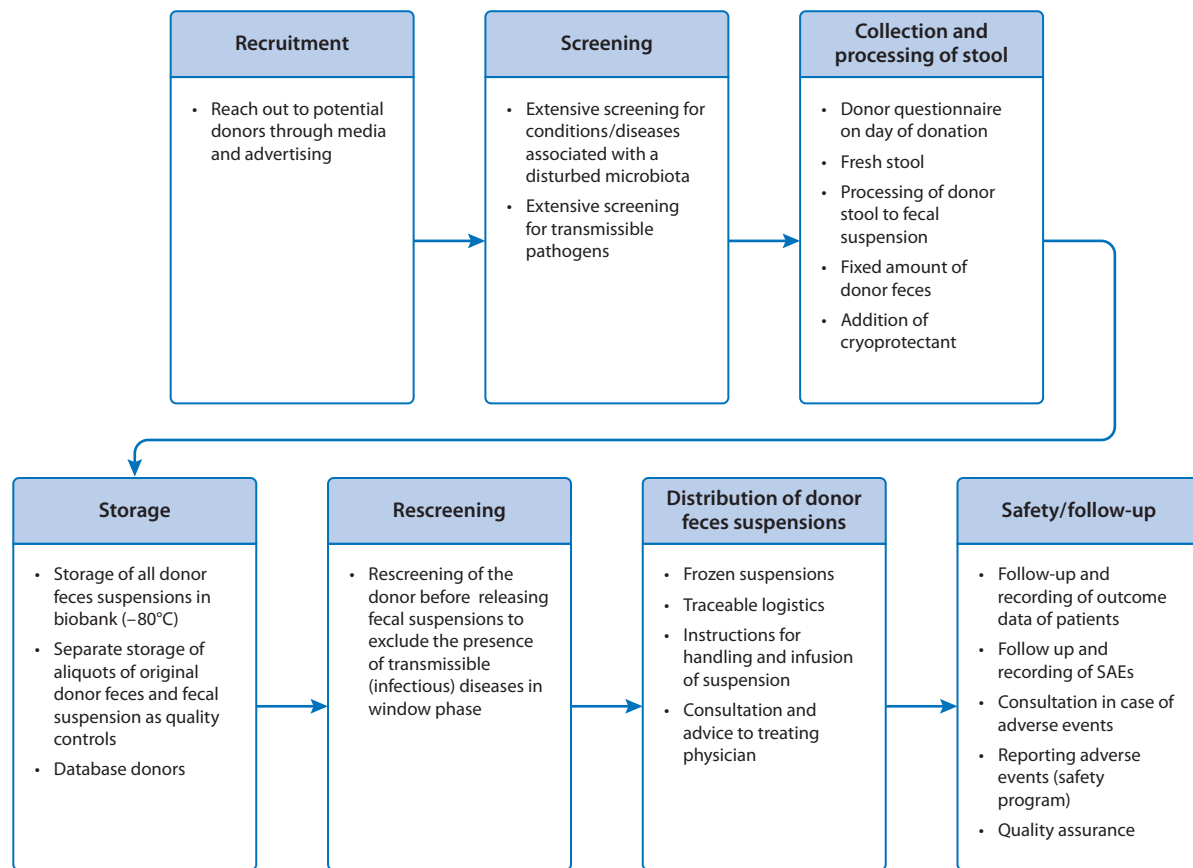 Recruitment
• Reach out to potential
donors through media
and advertising
Screening
• Extensive screening for
conditions/diseases
associated with a
disturbed microbiota
• Extensive screening
for transmissible
pathogens
Collection and
processing of stool
• Donor questionnaire
on day of donation
• Fresh stool
• Processing of donor
stool to fecal
suspension
• Fixed amount of
donor feces
• Addition of
cryoprotectant
Storage
• Storage of all donor
feces suspensions in
biobank (–80°C)
• Separate storage of
aliquots of original
donor feces and fecal
suspension as quality
controls
• Database donors
Rescreening
• Rescreening of the
donor before releasing
fecal suspensions to
exclude the presence
of transmissible
(infectious) diseases in
window phase
Distribution of donor
feces suspensions
• Frozen suspensions
• Traceable logistics
• Instructions for
handling and infusion
of suspension
• Consultation and
advice to treating
physician
Safety/follow-up
• Follow-up and
recording of outcome
data of patients
• Follow up and
recording of SAEs
• Consultation in case of
adverse events
• Reporting adverse
events (safety
program)
• Quality assurance